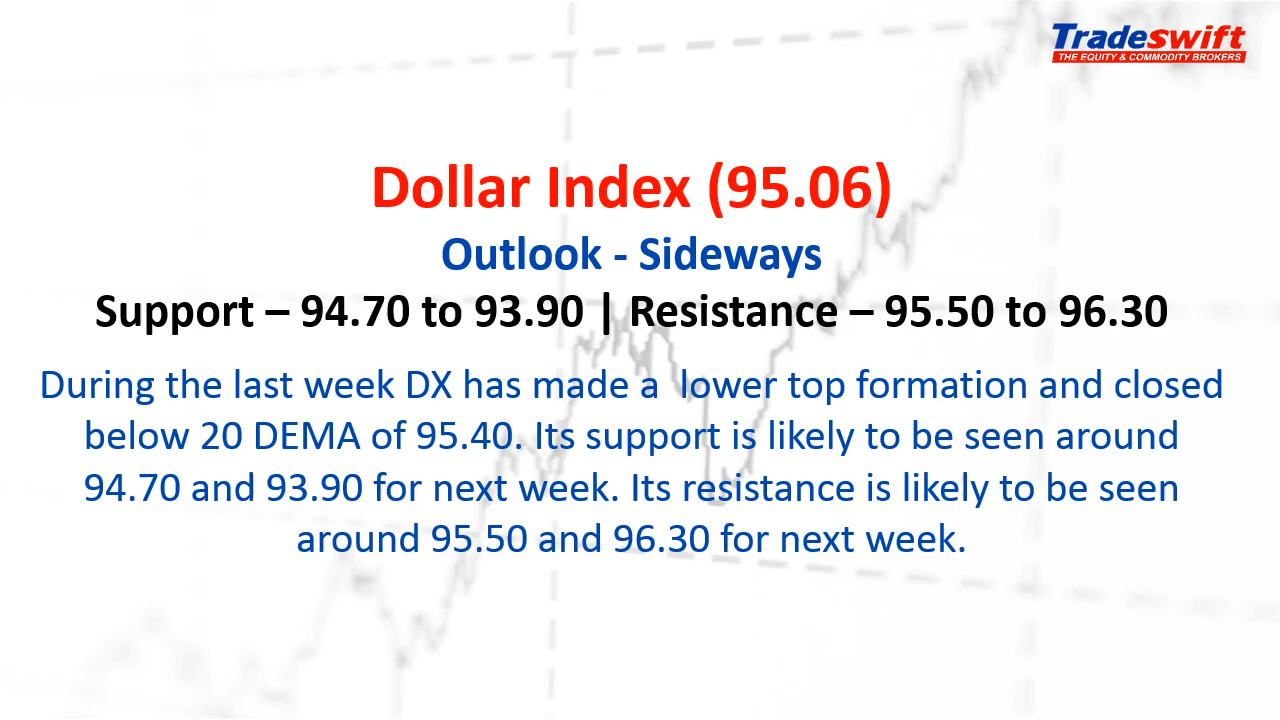 Tradeswift
THE EQUITY & COMMODITY BROKERS
Dollar Index (95.06)
Outlook - Sideways
Support – 94.70 to 93.90 | Resistance – 95.50 to 96.30
During the last week DX has made a lower top formation and closed
below 20 DEMA of 95.40. Its support is likely to be seen around
94.70 and 93.90 for next week. Its resistance is likely to be seen
around 95.50 and 96.30 for next week.